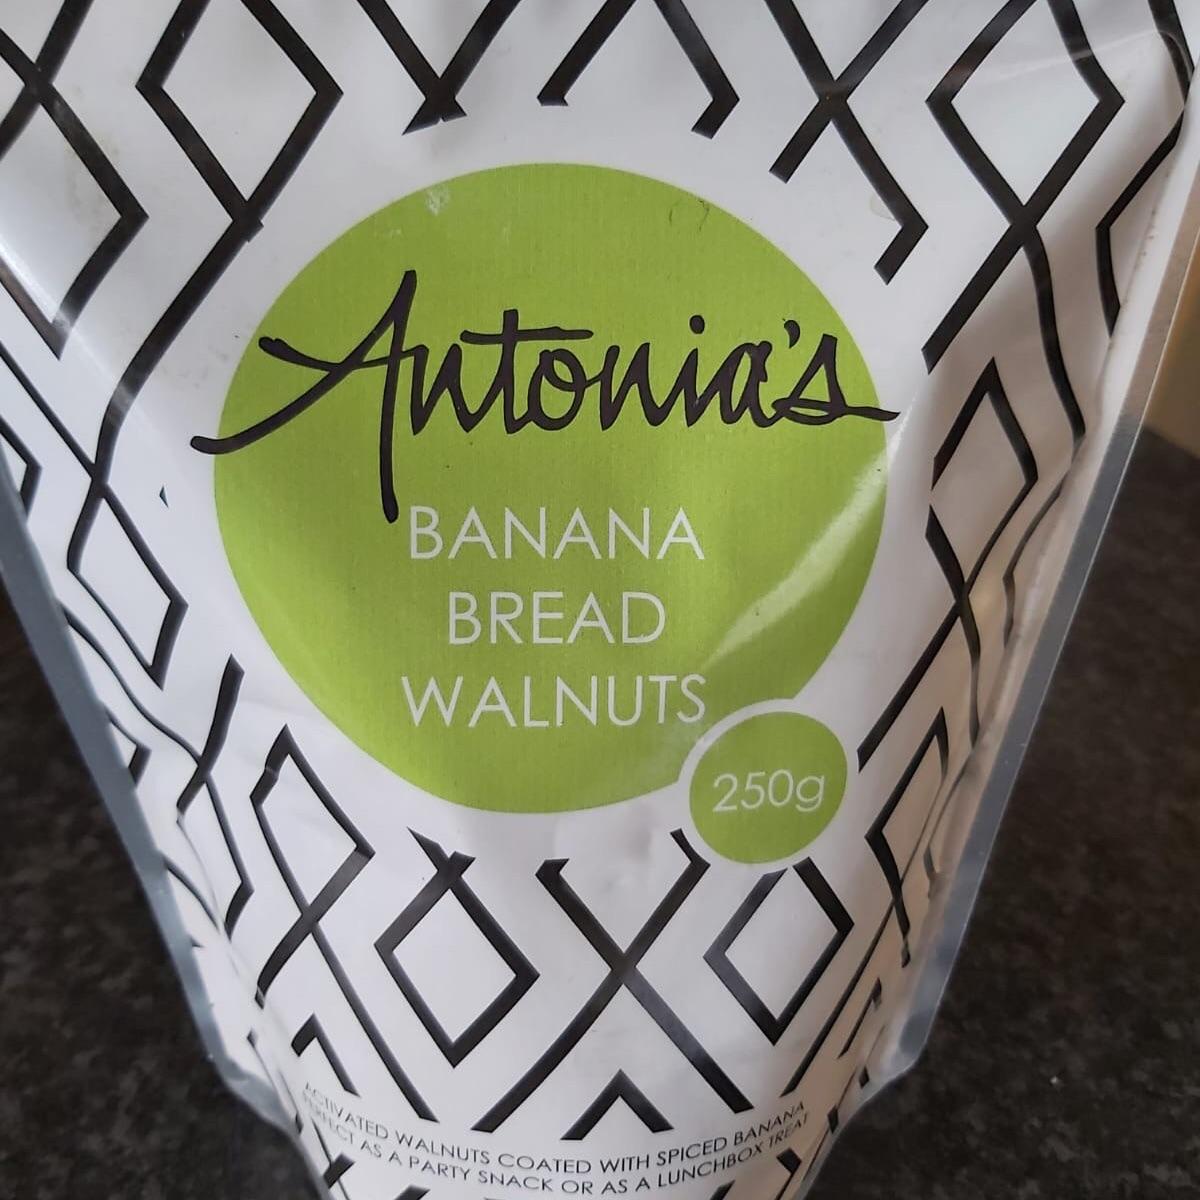 Antonia's
BANANA
BREAD
WALNUTS
250g
ACTIVATED WALNUTS COATED WITH SPICED BANANA
PERFECT AS A PARTY SNACK OR AS A LUNCHBOX TREAT